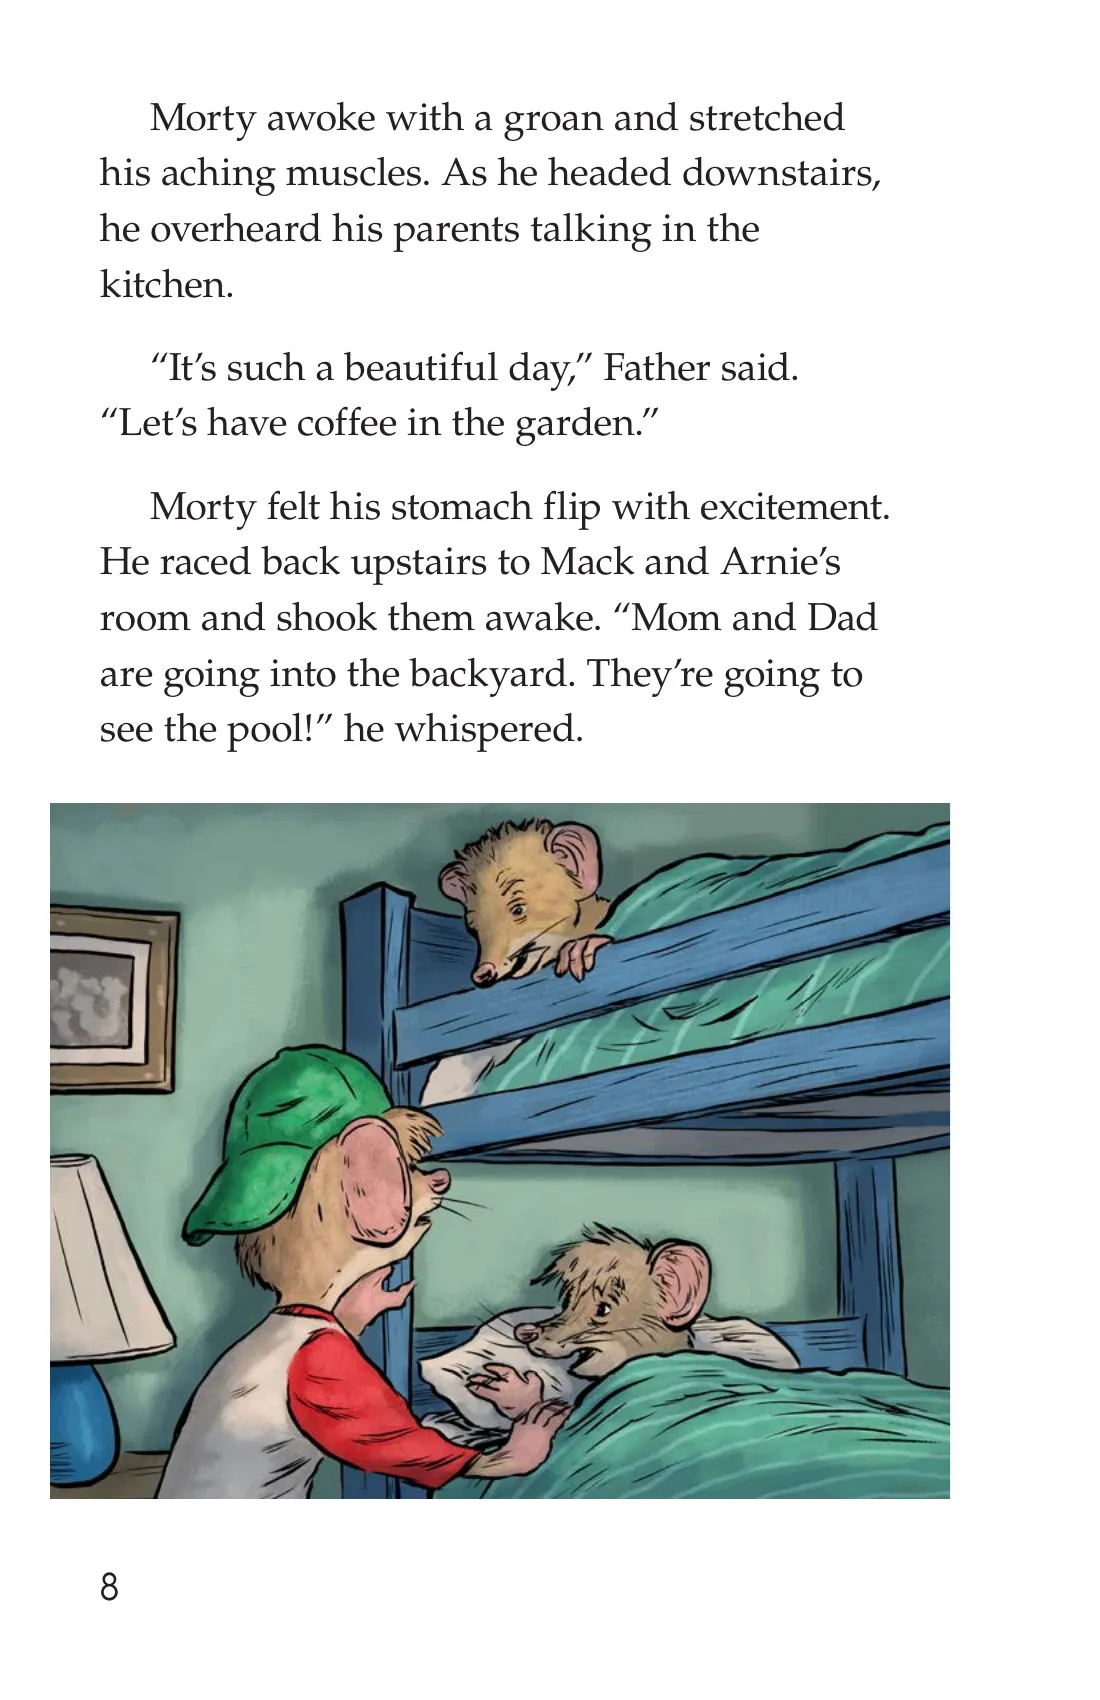 Morty awoke with a groan and stretched
his aching muscles. As he headed downstairs,
he overheard his parents talking in the
kitchen.
“It’s such a beautiful day,” Father said.
“Let’s have coffee in the garden.”
Morty felt his stomach flip with excitement.
He raced back upstairs to Mack and Arnie’s
room and shook them awake. “Mom and Dad
are going into the backyard. They’re going to
see the pool!” he whispered.
8